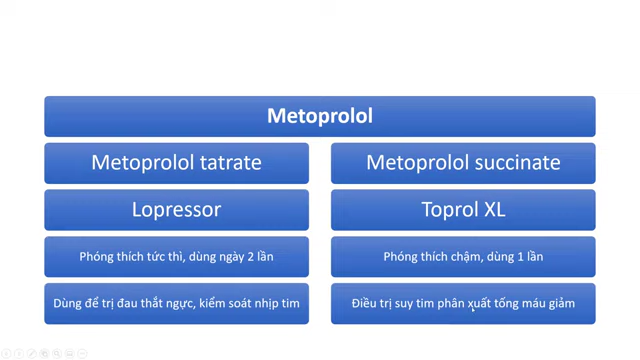 Metoprolol
Metoprolol tatrate
Metoprolol succinate
Lopressor
Toprol XL
Phóng thích tức thì, dùng ngày 2 lần
Phóng thích chậm, dùng 1 lần
Dùng để trị đau thắt ngực, kiểm soát nhịp tim
Điều trị suy tim phân xuất tống máu giảm